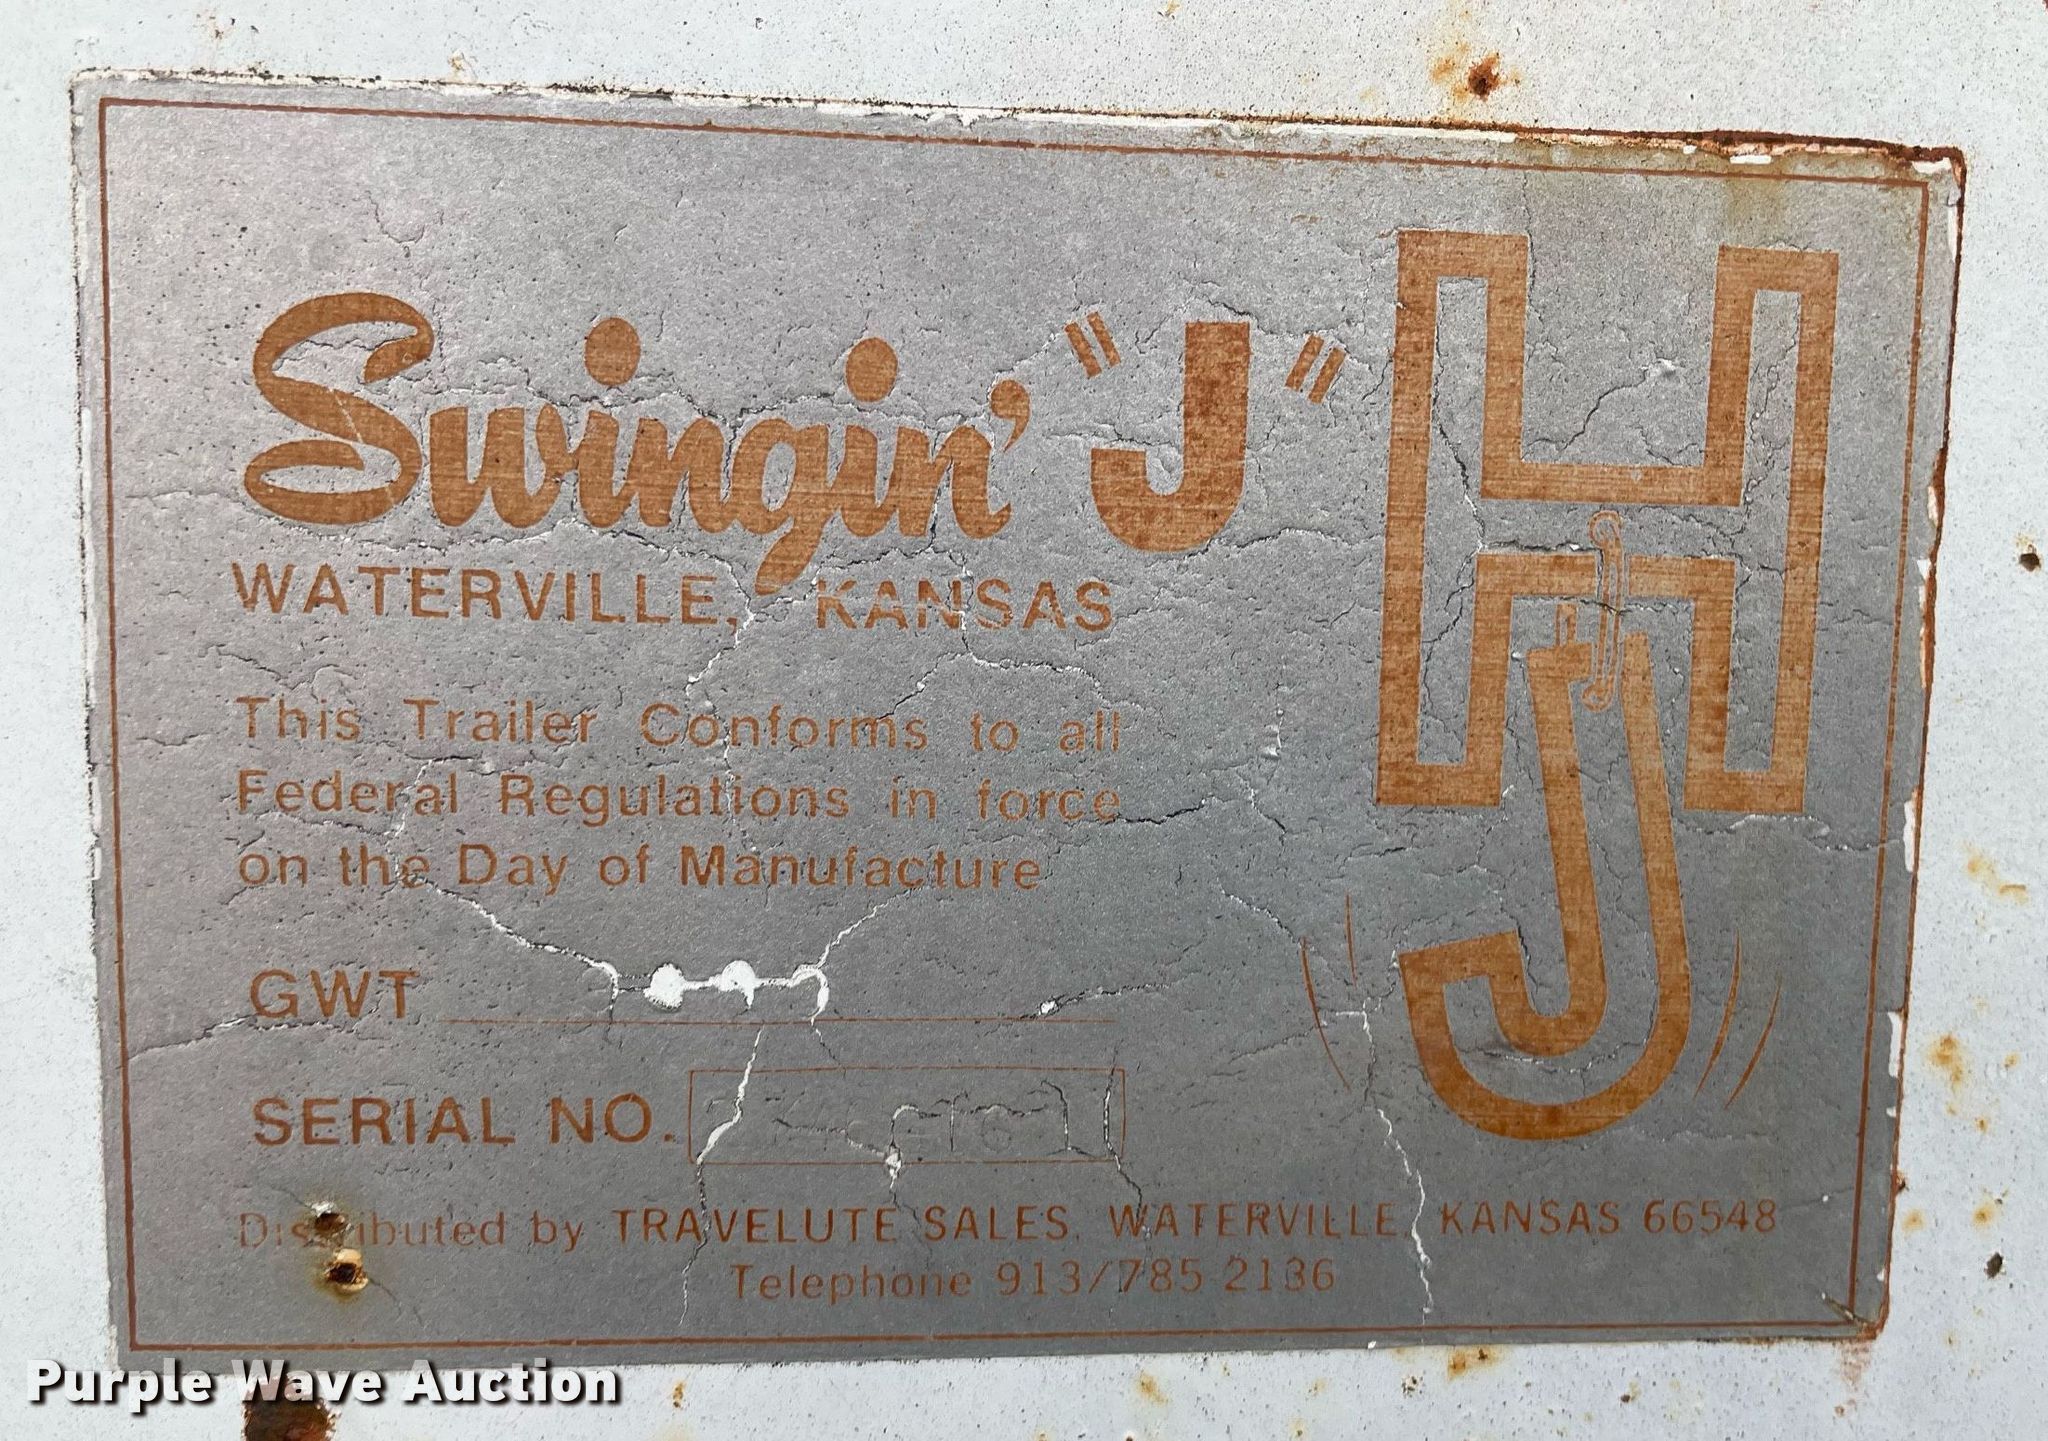 Swingin' "J"
HJ
WATERVILLE, KANSAS
This Trailer Conforms to all
Federal Regulations in force
on the Day of Manufacture
GWT
SERIAL NO.
Distributed by TRAVELUTE SALES, WATERVILLE, KANSAS 66548
Telephone 913/785-2136
Purple Wave Auction